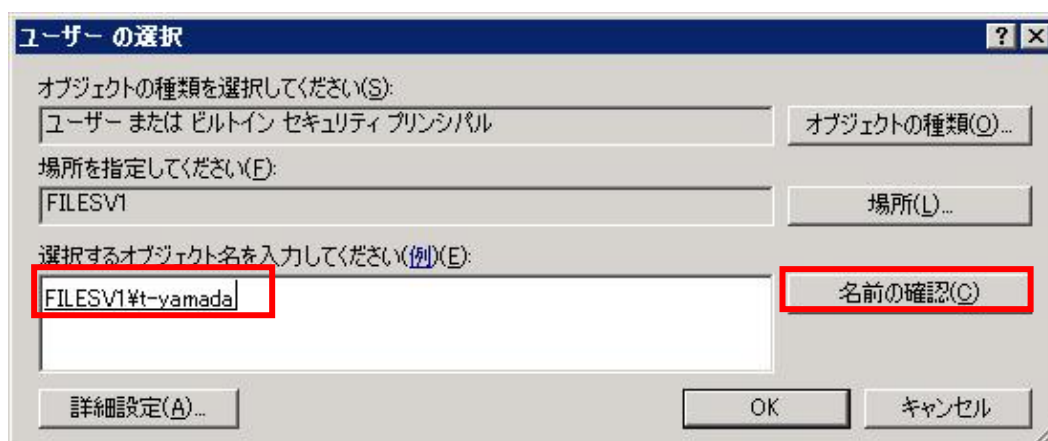 ユーザー の選択
オブジェクトの種類を選択してください(S):
ユーザー または ビルトイン セキュリティ プリンシパル
オブジェクトの種類(O)...
場所を指定してください(F):
FILESV1
場所(L)...
選択するオブジェクト名を入力してください(例)(E):
FILESV1¥t-yamada
名前の確認(C)
詳細設定(A)...
OK
キャンセル